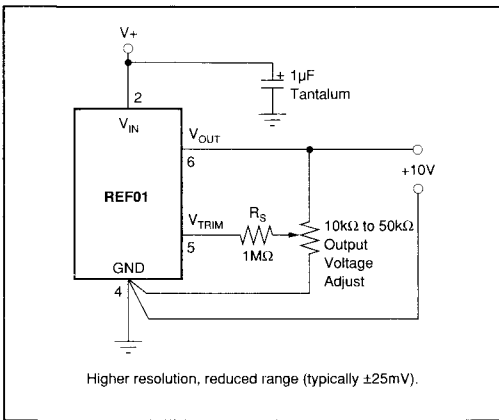 V+
+ 1µF
Tantalum
2
V_IN
V_OUT
6
+10V
REF01
R_S
10kΩ to 50kΩ
V_TRIM
Output
5
1MΩ
Voltage
GND
Adjust
4
Higher resolution, reduced range (typically ±25mV).